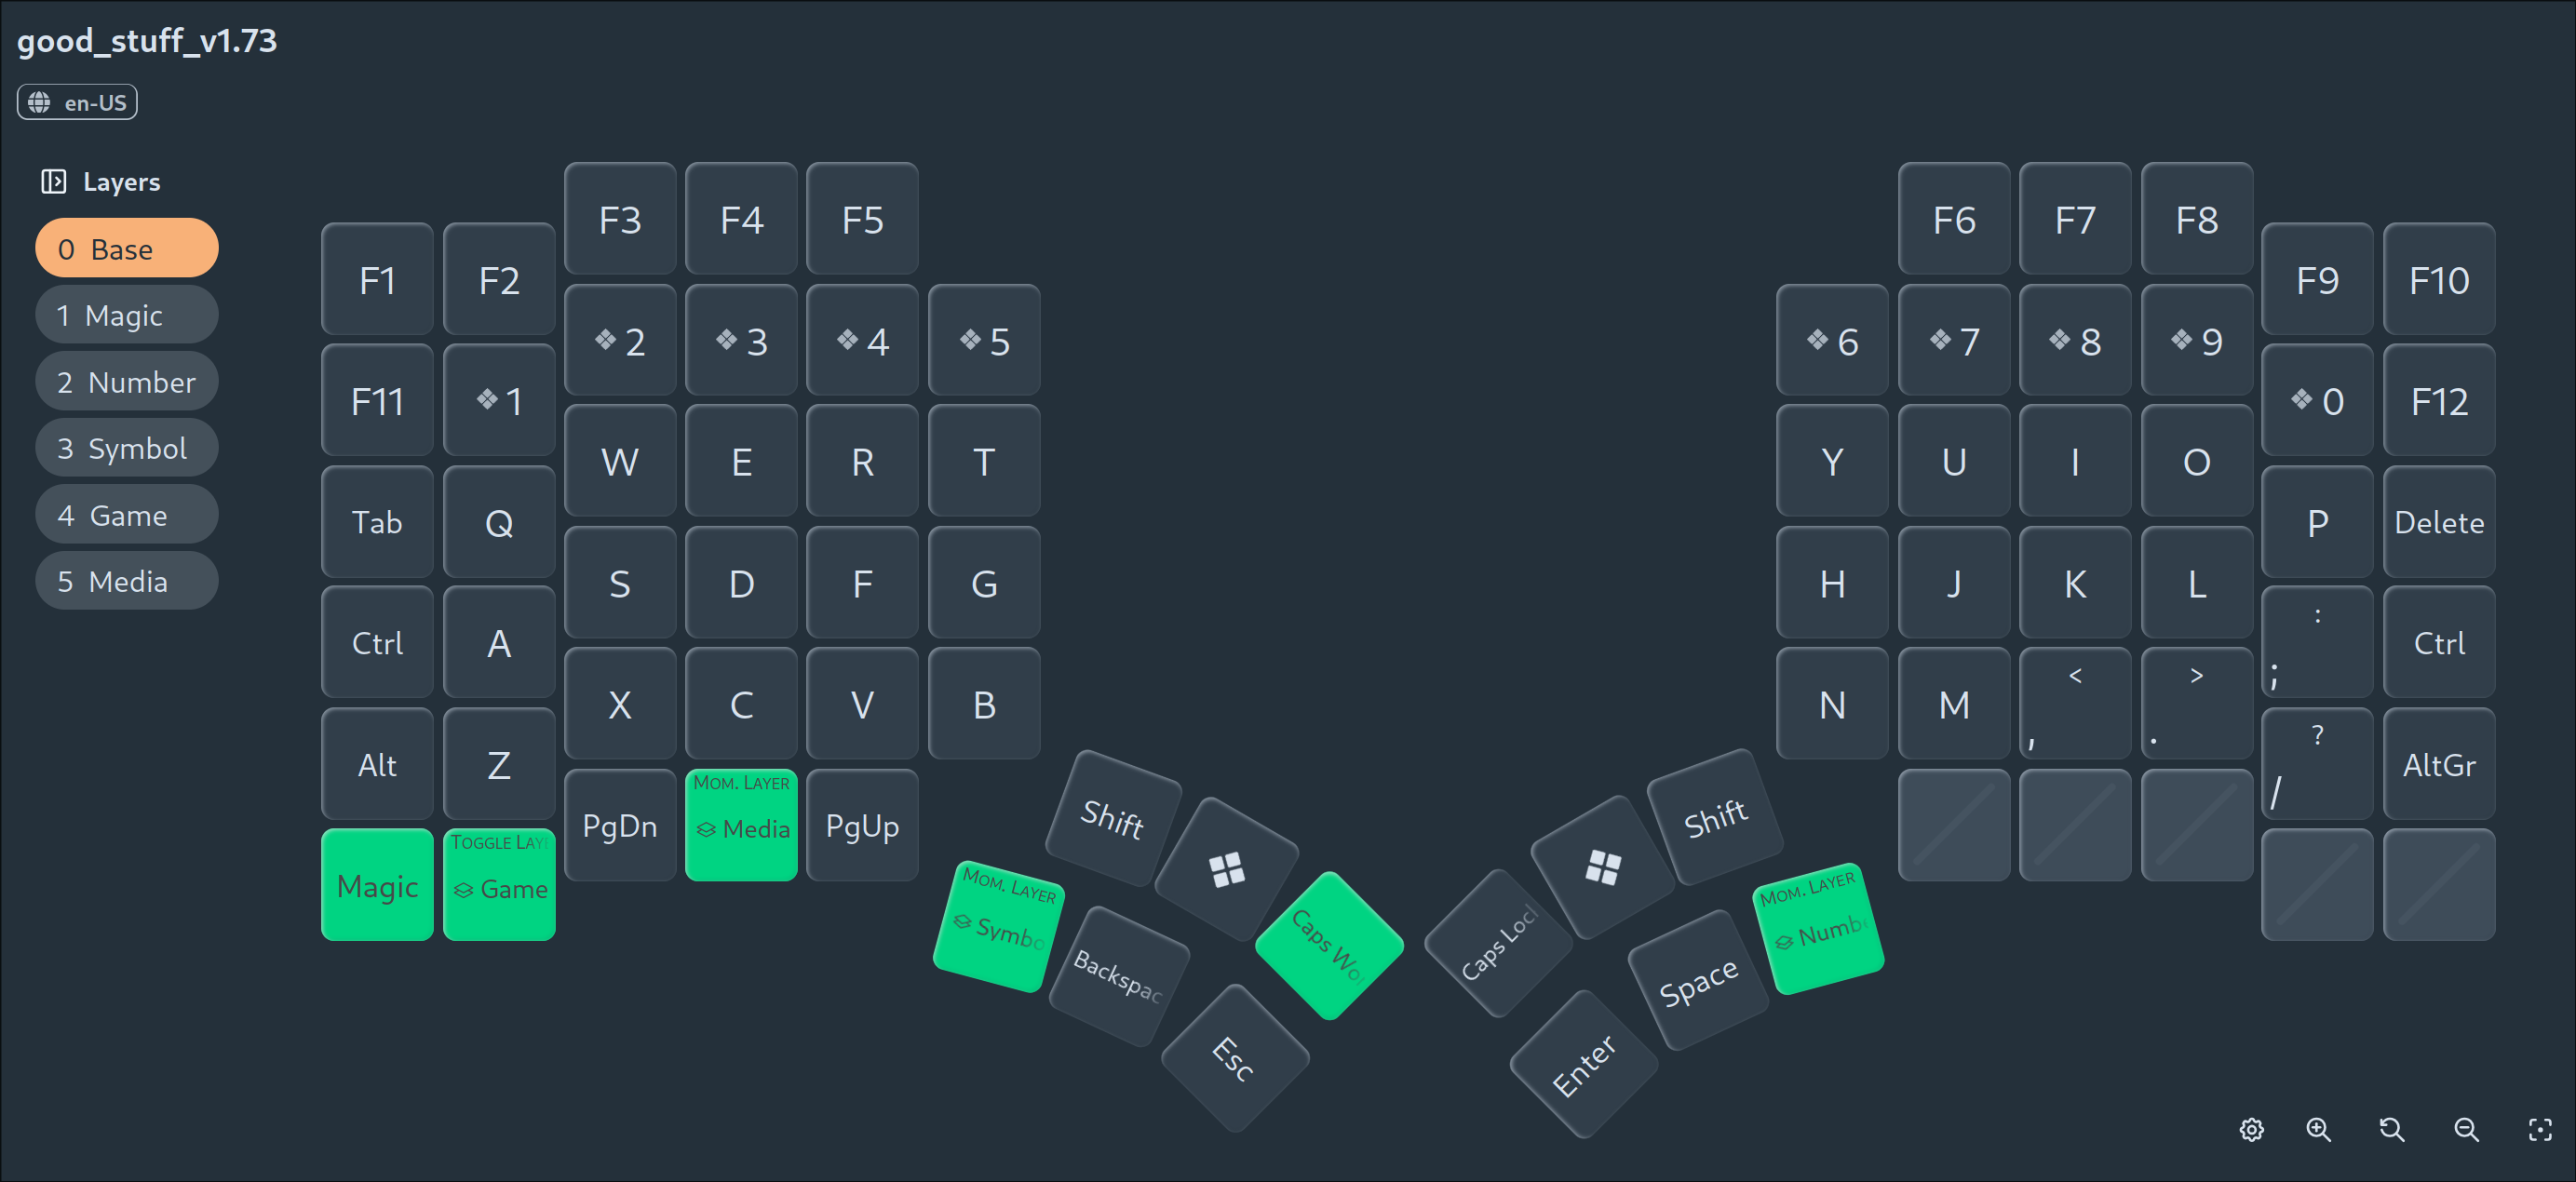 good_stuff_v1.73
en-US
Layers
0 Base
1 Magic
2 Number
3 Symbol
4 Game
5 Media
F3 F4 F5
F1 F2
2 3 4 5
F11 1
W E R T
Tab Q
S D F G
Ctrl A
X C V B
Alt Z
PgDn
MOM. LAYER
Media
PgUp
Magic
TOGGLE LAYE
Game
Shift
MOM. LAYER
Symbo
Backspac
Esc
Caps Wo
F6 F7 F8
F9 F10
6 7 8 9
0 F12
Y U I O
P Delete
H J K L
:
;
Ctrl
N M
<
,
>
.
?
/
AltGr
Shift
MOM. LAYER
Numb
Caps Loc
Space
Enter